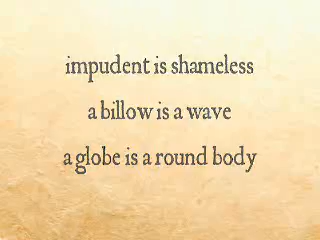 impudent is shameless
a billow is a wave
a globe is a round body